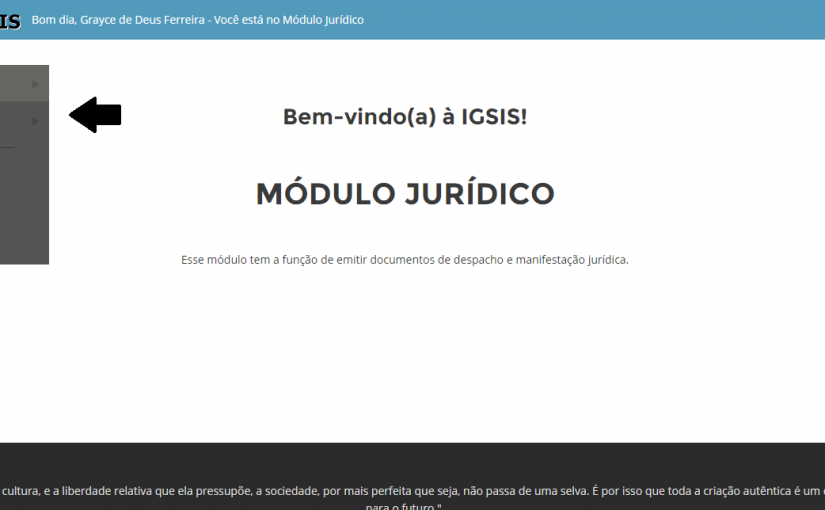 IS Bom dia, Grayce de Deus Ferreira - Você está no Módulo Jurídico
Bem-vindo(a) à IGSIS!
MÓDULO JURÍDICO
Esse módulo tem a função de emitir documentos de despacho e manifestação jurídica.
cultura, e a liberdade relativa que ela pressupõe, a sociedade, por mais perfeita que seja, não passa de uma selva. É por isso que toda a criação autêntica é um
para o futuro."